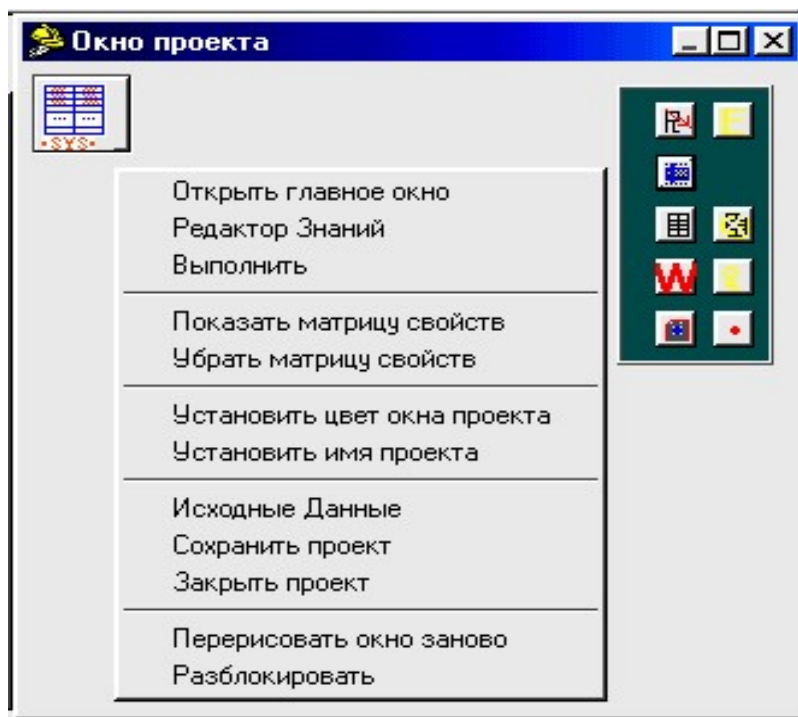 Окно проекта
•SYS•
Открыть главное окно
Редактор Знаний
Выполнить
Показать матрицу свойств
Убрать матрицу свойств
Установить цвет окна проекта
Установить имя проекта
Исходные Данные
Сохранить проект
Закрыть проект
Перерисовать окно заново
Разблокировать
W